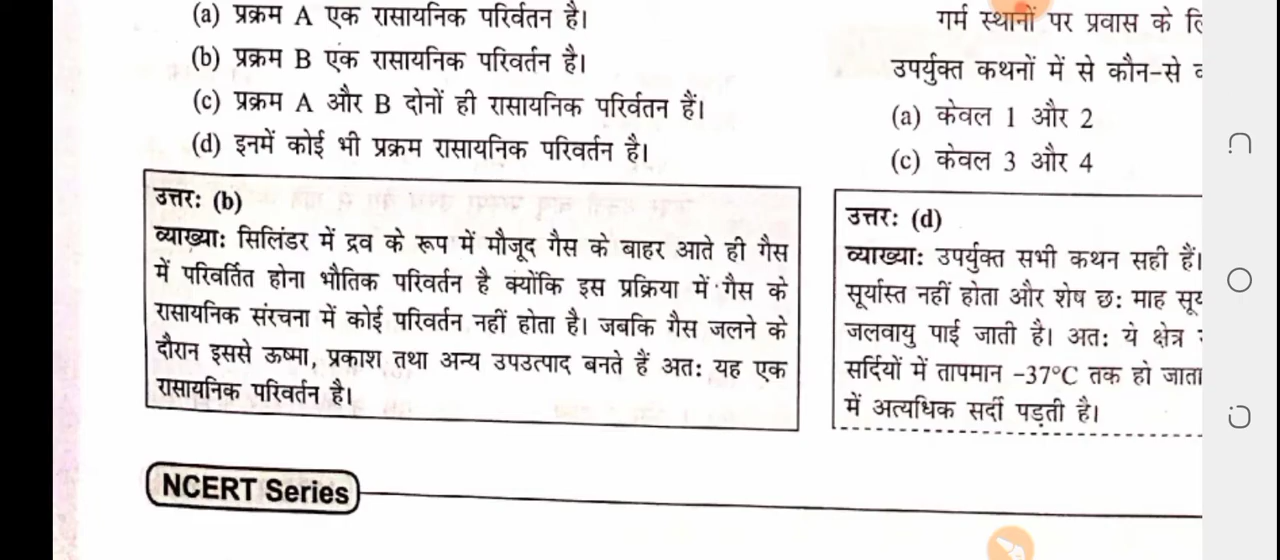 (a) प्रक्रम A एक रासायनिक परिर्वतन है।
(b) प्रक्रम B एक रासायनिक परिवर्तन है।
(c) प्रक्रम A और B दोनों ही रासायनिक परिर्वतन हैं।
(d) इनमें कोई भी प्रक्रम रासायनिक परिवर्तन है।
उत्तरः (b)
व्याख्याः सिलिंडर में द्रव के रूप में मौजूद गैस के बाहर आते ही गैस
में परिवर्तित होना भौतिक परिवर्तन है क्योंकि इस प्रक्रिया में गैस के
रासायनिक संरचना में कोई परिवर्तन नहीं होता है। जबकि गैस जलने के
दौरान इससे ऊष्मा, प्रकाश तथा अन्य उपउत्पाद बनते हैं अतः यह एक
रासायनिक परिवर्तन है।
गर्म स्थानों पर प्रवास के
उपर्युक्त कथनों में से कौन-से
(a) केवल 1 और 2
(c) केवल 3 और 4
उत्तरः (d)
व्याख्याः उपर्युक्त सभी कथन सही हैं।
सूर्यास्त नहीं होता और शेष छः माह
जलवायु पाई जाती है। अतः ये क्षेत्र
सर्दियों में तापमान -37°C तक हो जाता
में अत्यधिक सर्दी पड़ती है।
NCERT Series